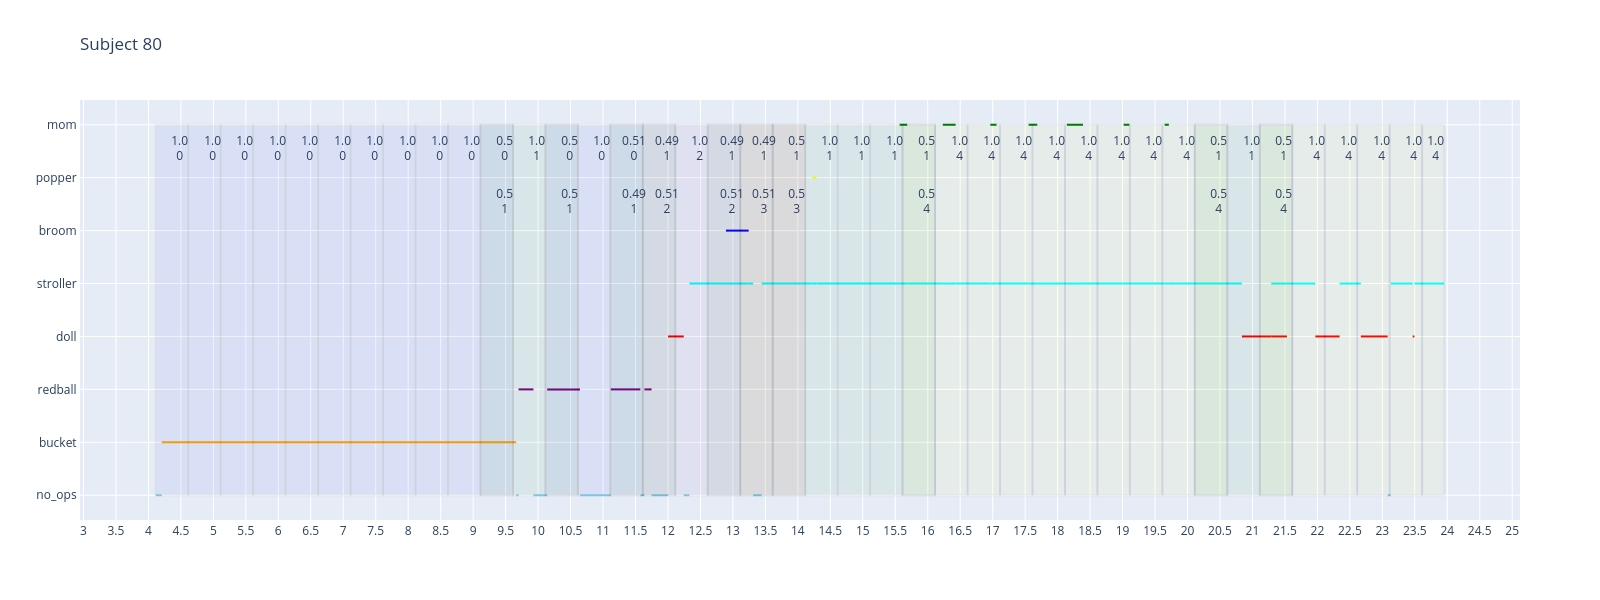 Subject 80
mom
1.0 1.0 1.0 1.0 1.0 1.0 1.0 1.0 1.0 1.0 0.5 1.0 0.5 1.0 0.51 0.49 1.0 0.49 0.49 0.5 1.0 1.0 1.0 0.5 1.0 1.0 1.0 1.0 1.0 1.0 1.0 1.0 0.5 1.0 0.5 1.0 1.0 1.0 1.0 1.0
0 0 0 0 0 0 0 0 0 0 0 1 0 0 0 1 2 1 1 1 1 1 1 1 4 4 4 4 4 4 4 4 1 1 1 4 4 4 4 4
popper
0.5 0.5 0.49 0.51 0.51 0.51 0.5 0.5 0.5 0.5
1 1 1 2 2 3 3 4 4 4
broom
stroller
doll
redball
bucket
no_ops
3 3.5 4 4.5 5 5.5 6 6.5 7 7.5 8 8.5 9 9.5 10 10.5 11 11.5 12 12.5 13 13.5 14 14.5 15 15.5 16 16.5 17 17.5 18 18.5 19 19.5 20 20.5 21 21.5 22 22.5 23 23.5 24 24.5 25